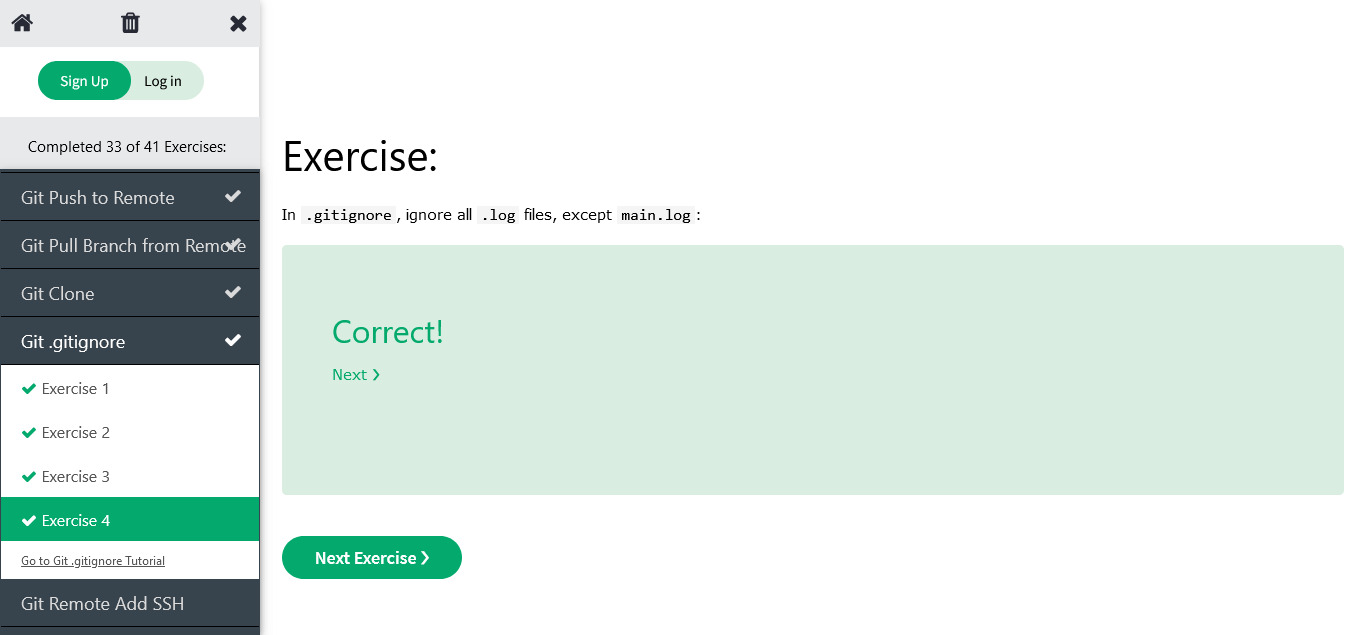 Sign Up
Log in
Completed 33 of 41 Exercises:
Git Push to Remote
Git Pull Branch from Remote
Git Clone
Git .gitignore
Exercise 1
Exercise 2
Exercise 3
Exercise 4
Go to Git .gitignore Tutorial
Git Remote Add SSH
Exercise:
In .gitignore, ignore all .log files, except main.log:
Correct!
Next ❯
Next Exercise ❯